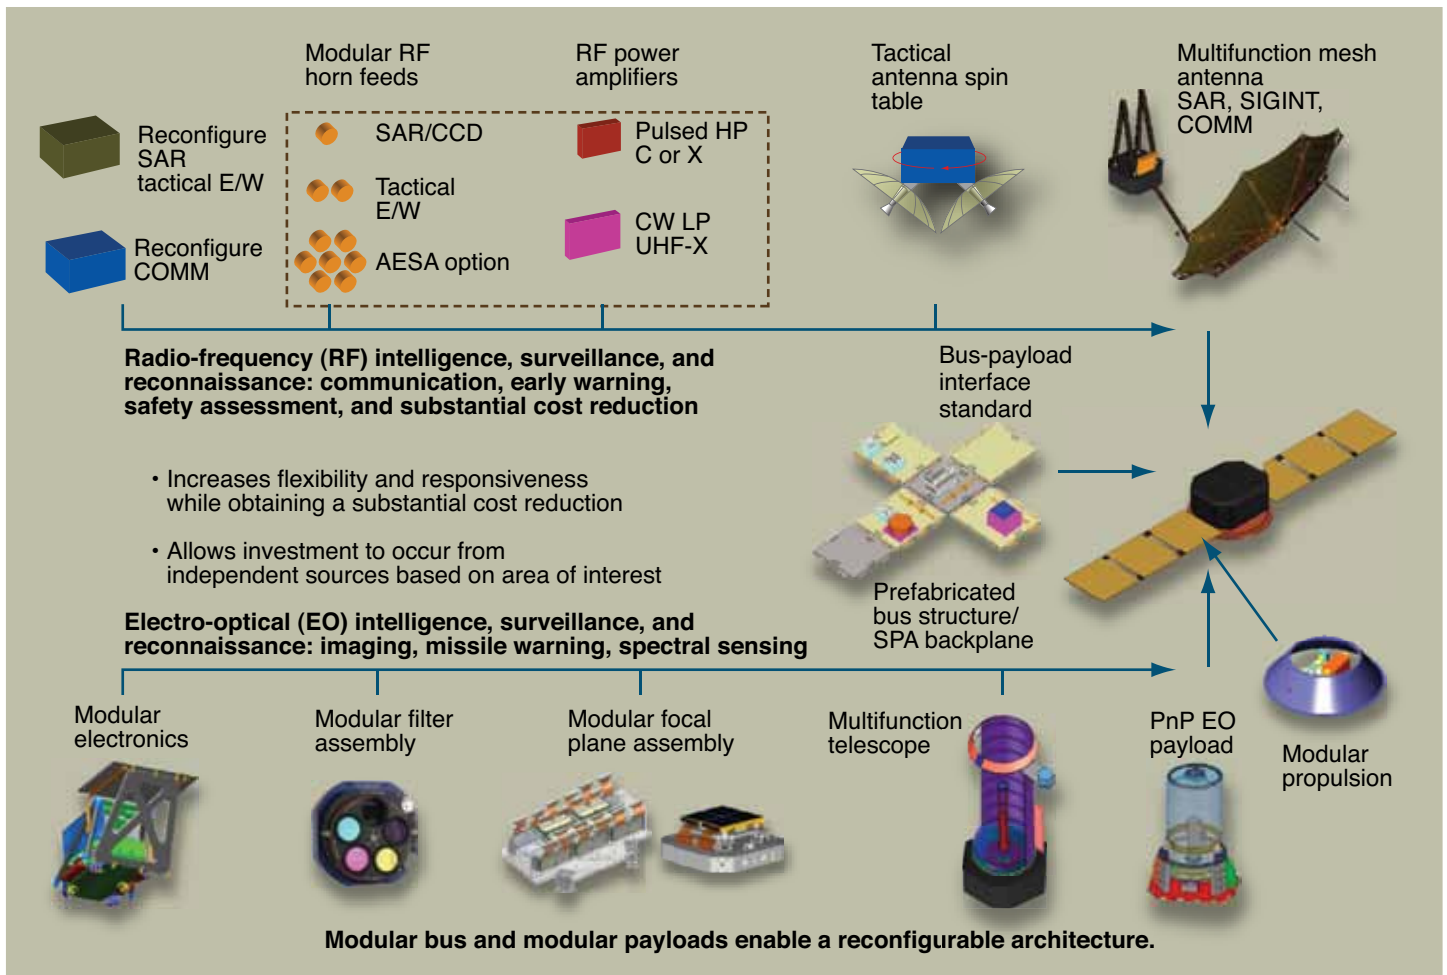 Modular RF
horn feeds
RF power
amplifiers
Tactical
antenna spin
table
Multifunction mesh
antenna
SAR, SIGINT,
COMM
Reconfigure
SAR
tactical E/W
SAR/CCD
Pulsed HP
C or X
Tactical
E/W
CW LP
UHF-X
Reconfigure
COMM
AESA option
Radio-frequency (RF) intelligence, surveillance, and
reconnaissance: communication, early warning,
safety assessment, and substantial cost reduction
Bus-payload
interface
standard
• Increases flexibility and responsiveness
while obtaining a substantial cost reduction
• Allows investment to occur from
independent sources based on area of interest
Prefabricated
bus structure/
SPA backplane
Electro-optical (EO) intelligence, surveillance, and
reconnaissance: imaging, missile warning, spectral sensing
Modular
electronics
Modular filter
assembly
Modular focal
plane assembly
Multifunction
telescope
PnP EO
payload
Modular
propulsion
Modular bus and modular payloads enable a reconfigurable architecture.